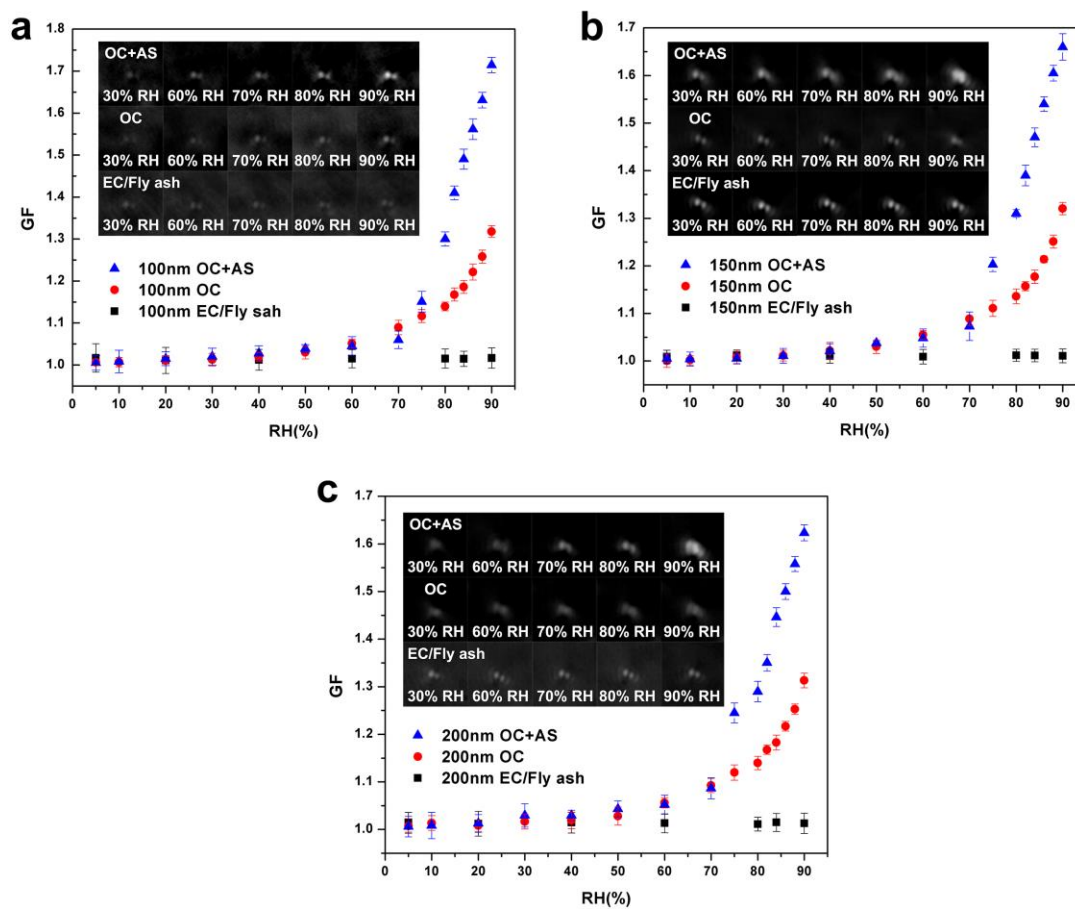 a
GF
1.8
1.7
1.6
1.5
1.4
1.3
1.2
1.1
1.0
OC+AS
30% RH 60% RH 70% RH 80% RH 90% RH
OC
30% RH 60% RH 70% RH 80% RH 90% RH
EC/Fly ash
30% RH 60% RH 70% RH 80% RH 90% RH
100nm OC+AS
100nm OC
100nm EC/Fly sah
0 10 20 30 40 50 60 70 80 90
RH(%)
b
GF
1.7
1.6
1.5
1.4
1.3
1.2
1.1
1.0
OC+AS
30% RH 60% RH 70% RH 80% RH 90% RH
OC
30% RH 60% RH 70% RH 80% RH 90% RH
EC/Fly ash
30% RH 60% RH 70% RH 80% RH 90% RH
150nm OC+AS
150nm OC
150nm EC/Fly ash
0 10 20 30 40 50 60 70 80 90
RH(%)
c
GF
1.7
1.6
1.5
1.4
1.3
1.2
1.1
1.0
OC+AS
30% RH 60% RH 70% RH 80% RH 90% RH
OC
30% RH 60% RH 70% RH 80% RH 90% RH
EC/Fly ash
30% RH 60% RH 70% RH 80% RH 90% RH
200nm OC+AS
200nm OC
200nm EC/Fly ash
0 10 20 30 40 50 60 70 80 90
RH(%)